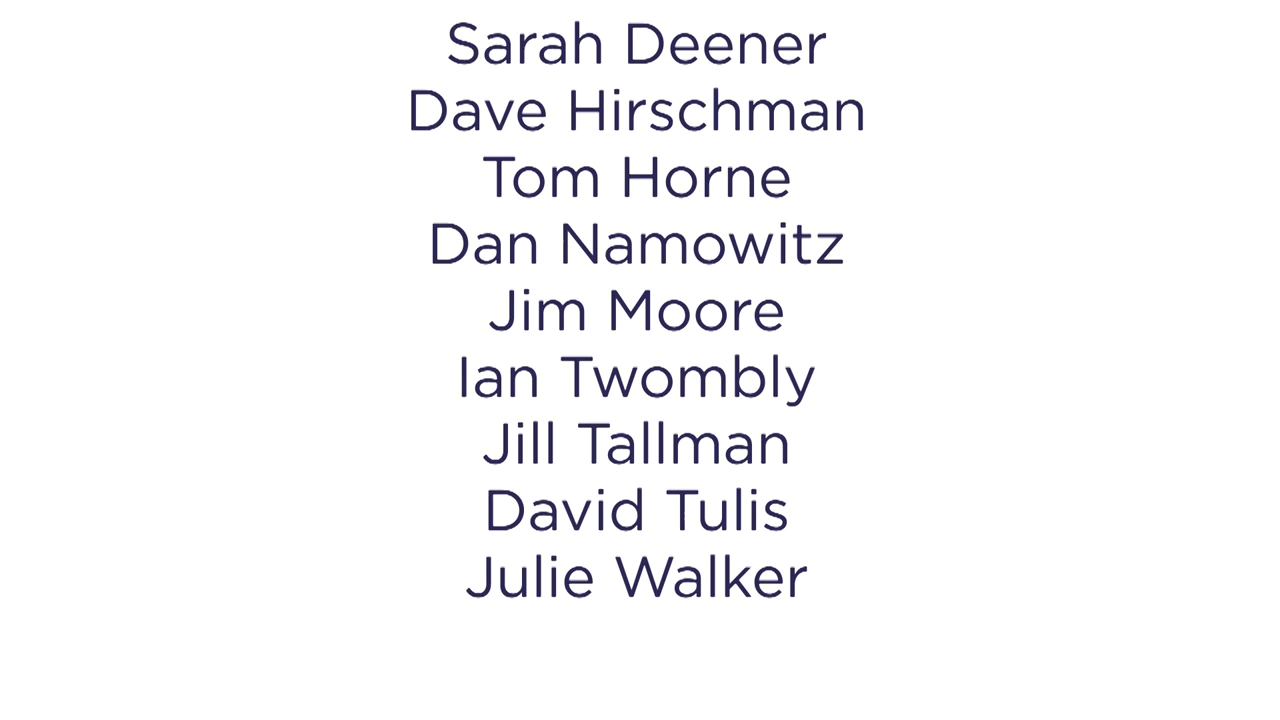 Sarah Deener
Dave Hirschman
Tom Horne
Dan Namowitz
Jim Moore
Ian Twombly
Jill Tallman
David Tulis
Julie Walker